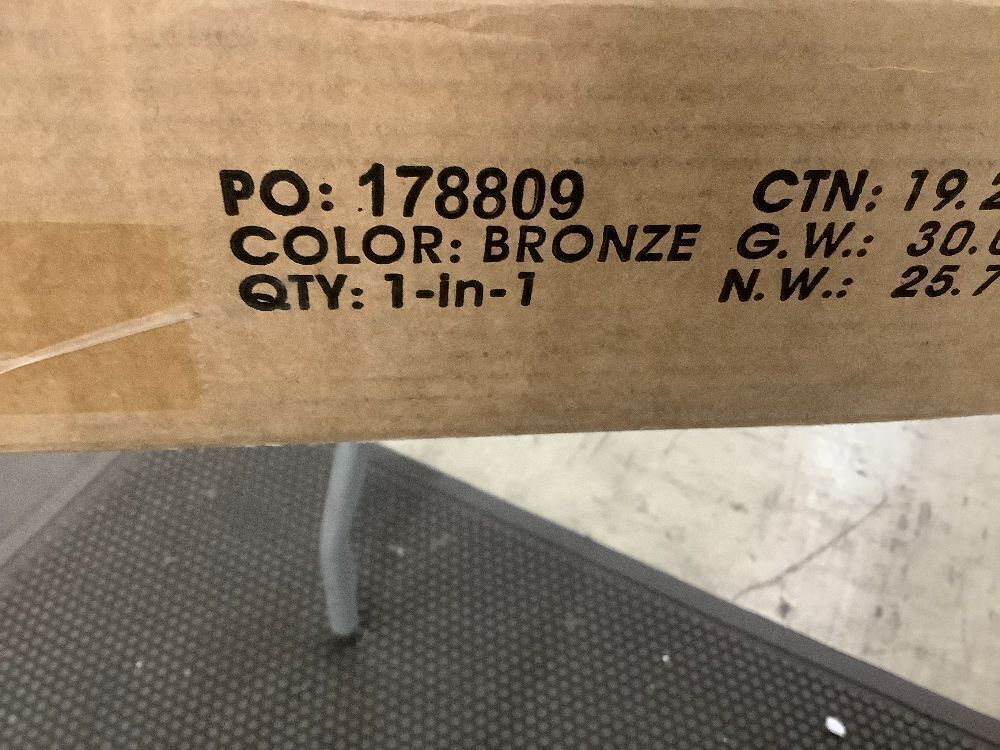 PO: 178809 CTN: 19.2
COLOR: BRONZE G.W.: 30.
QTY: 1-in-1 N.W.: 25.7